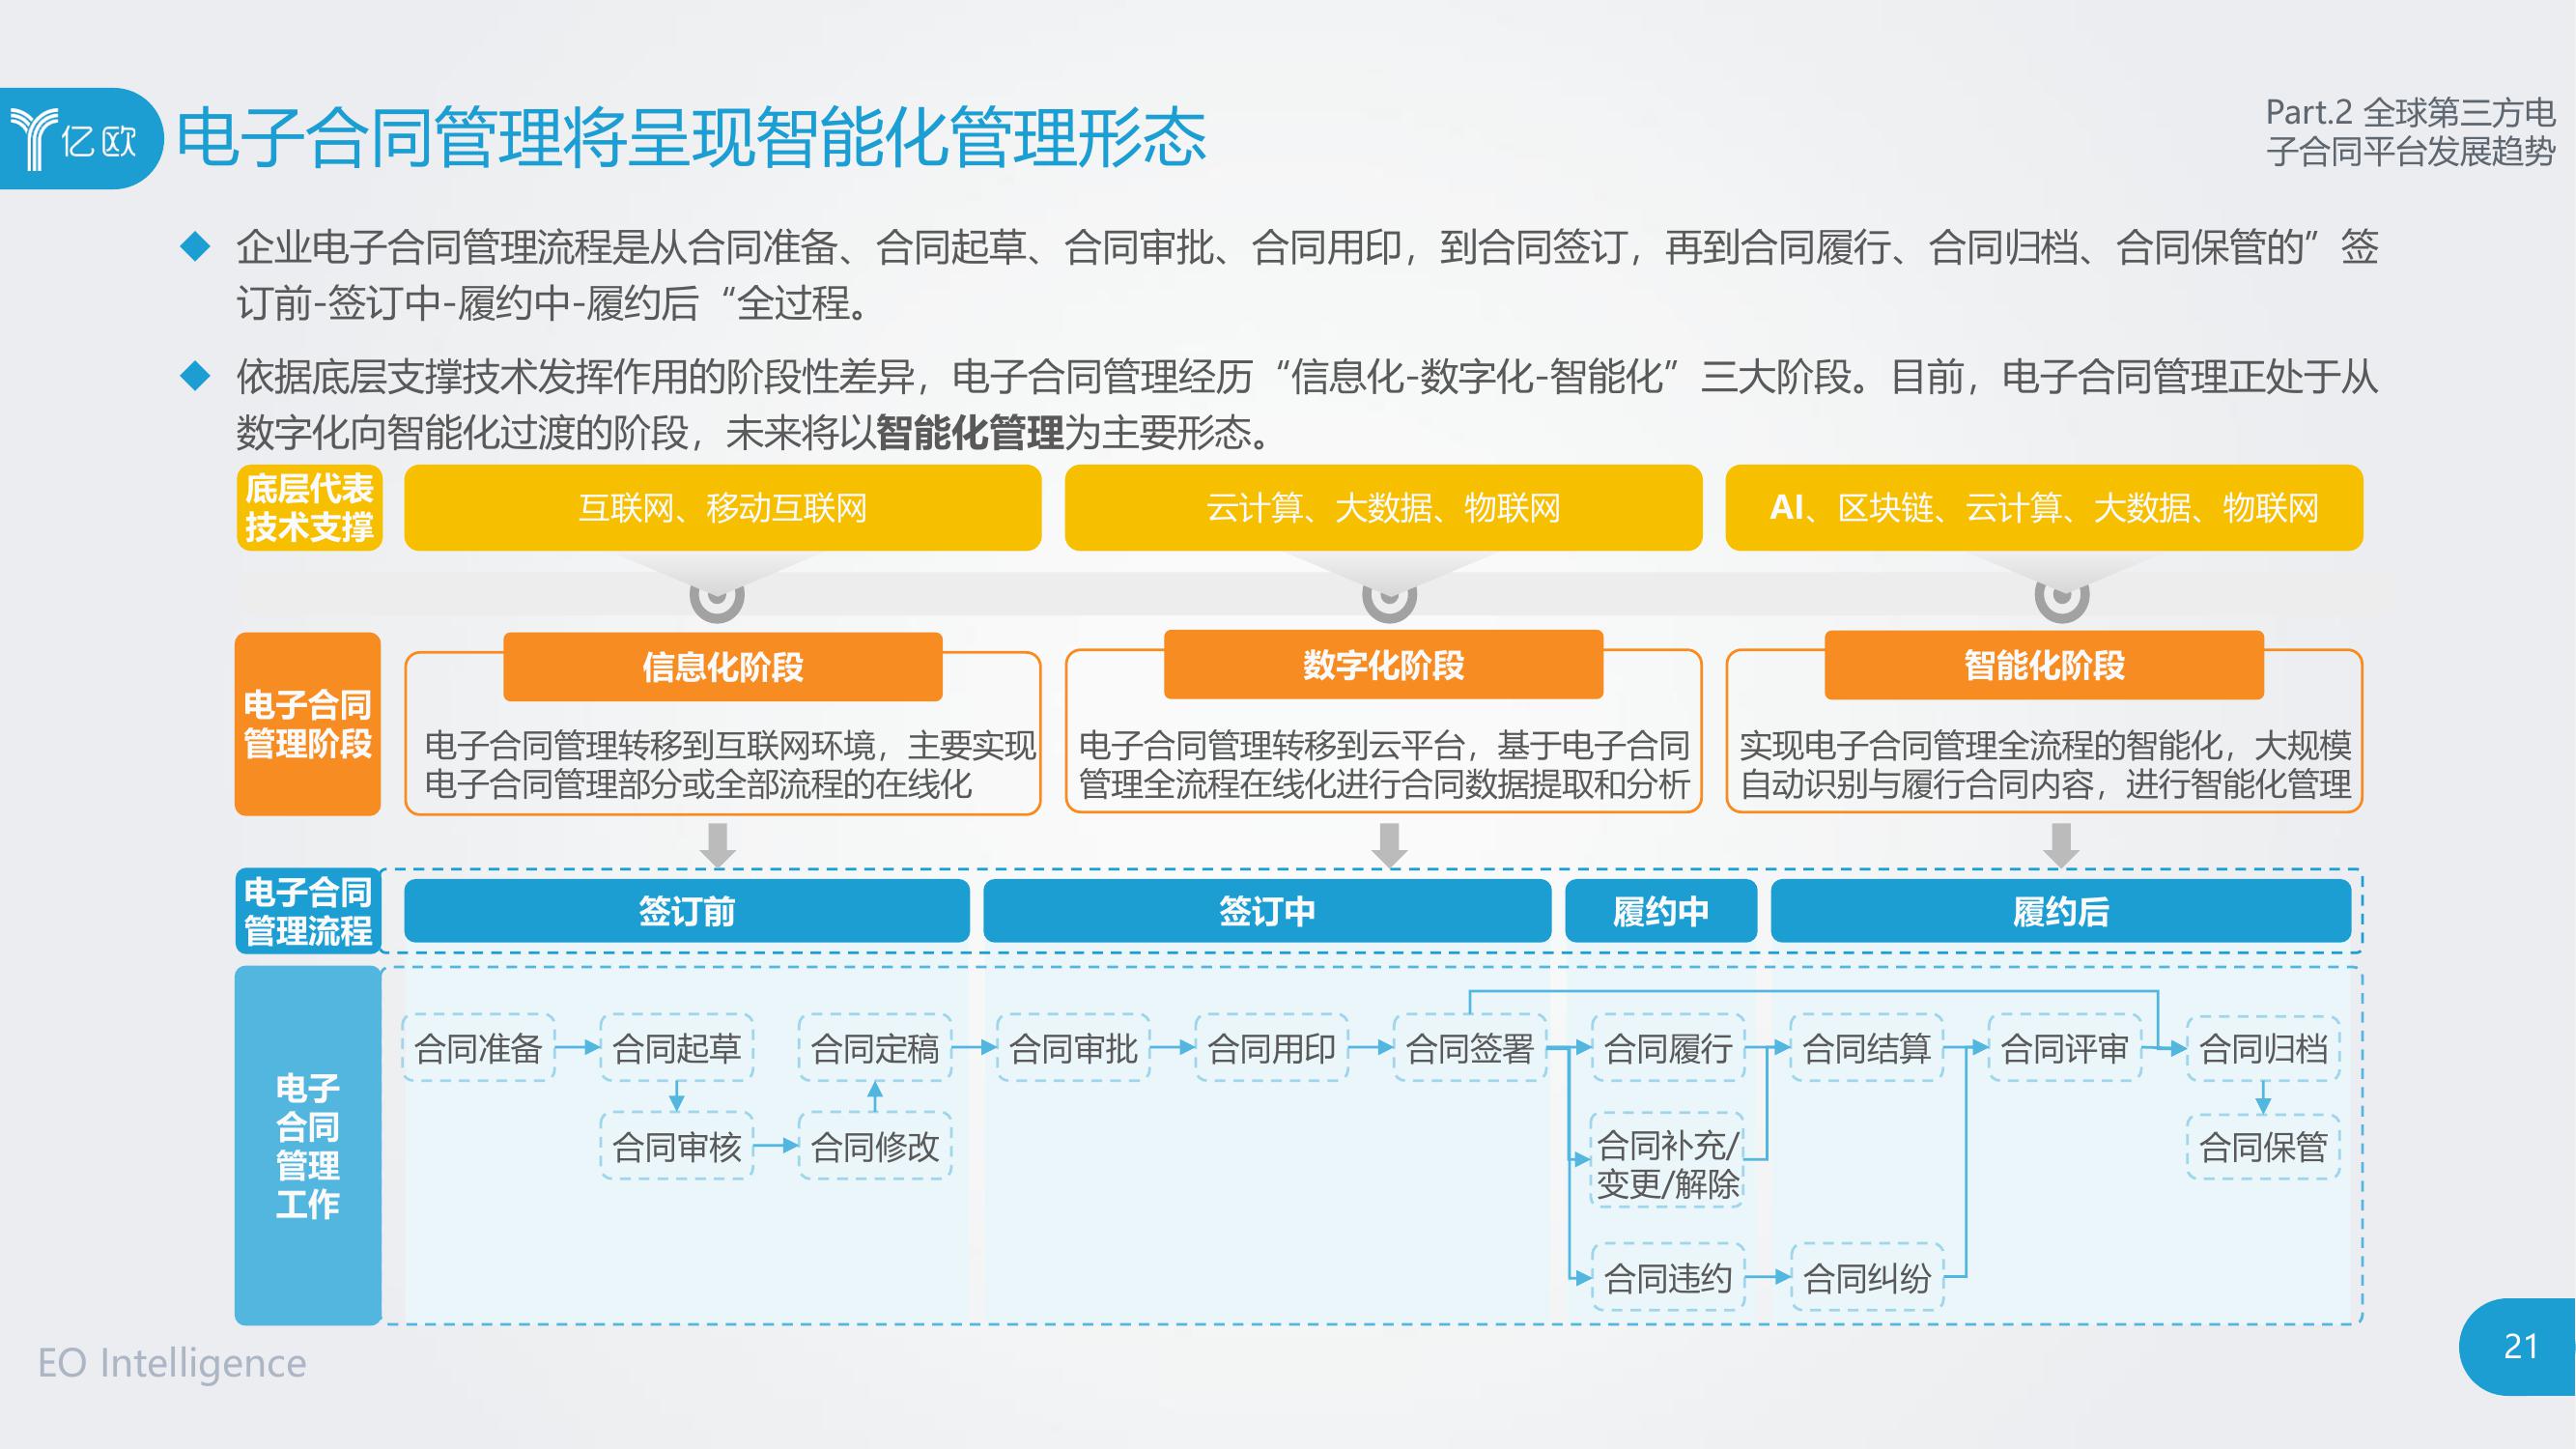 亿欧
电子合同管理将呈现智能化管理形态
Part.2 全球第三方电
子合同平台发展趋势
企业电子合同管理流程是从合同准备、合同起草、合同审批、合同用印，到合同签订，再到合同履行、合同归档、合同保管的”签
订前-签订中-履约中-履约后“全过程。
依据底层支撑技术发挥作用的阶段性差异，电子合同管理经历“信息化-数字化-智能化”三大阶段。目前，电子合同管理正处于从
数字化向智能化过渡的阶段，未来将以智能化管理为主要形态。
底层代表
技术支撑
互联网、移动互联网
云计算、大数据、物联网
AI、区块链、云计算、大数据、物联网
电子合同
管理阶段
信息化阶段
电子合同管理转移到互联网环境，主要实现
电子合同管理部分或全部流程的在线化
数字化阶段
电子合同管理转移到云平台，基于电子合同
管理全流程在线化进行合同数据提取和分析
智能化阶段
实现电子合同管理全流程的智能化，大规模
自动识别与履行合同内容，进行智能化管理
电子合同
管理流程
签订前
签订中
履约中
履约后
电子
合同
管理
工作
合同准备
合同起草
合同定稿
合同审批
合同用印
合同签署
合同履行
合同结算
合同评审
合同归档
合同审核
合同修改
合同补充/
变更/解除
合同保管
合同违约
合同纠纷
EO Intelligence
21